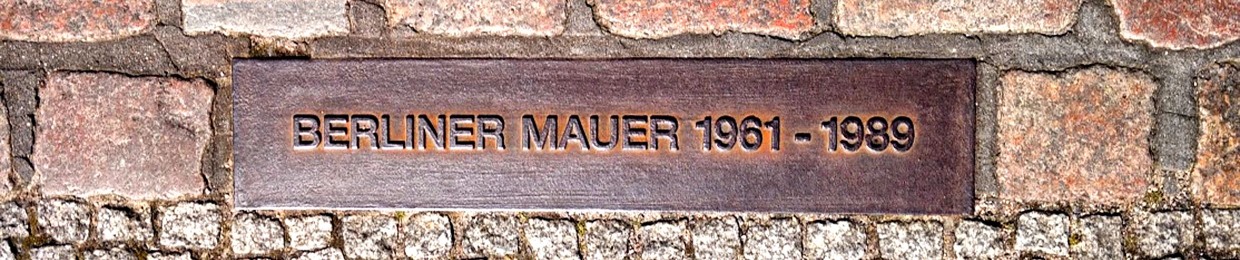 BERLINER MAUER 1961 - 1989